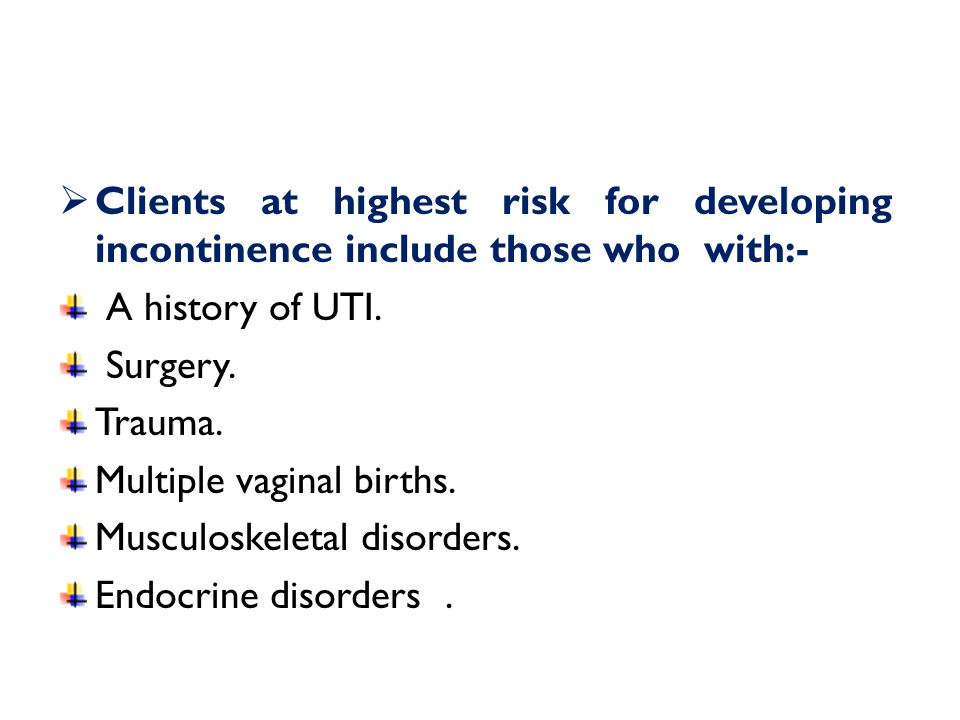 Clients at highest risk for developing
incontinence include those who with:-
A history of UTI.
Surgery.
Trauma.
Multiple vaginal births.
Musculoskeletal disorders.
Endocrine disorders .